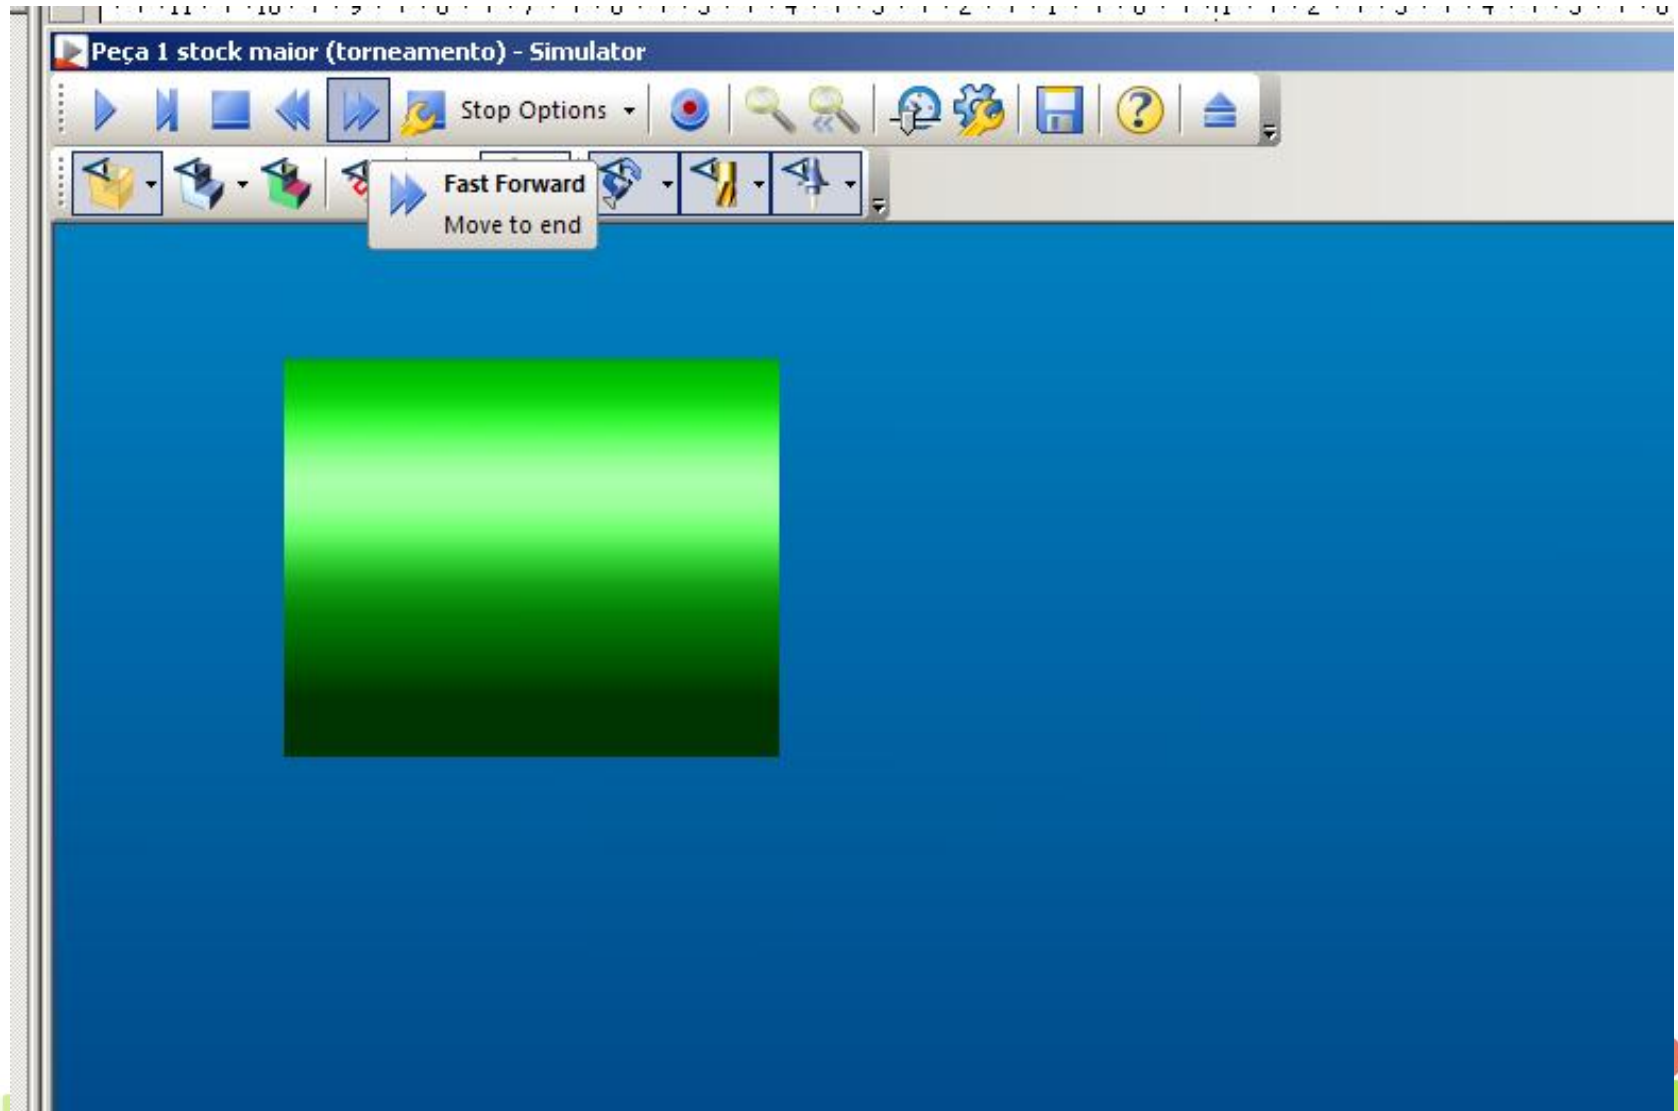 Peça 1 stock maior (torneamento) - Simulator
Stop Options
Fast Forward
Move to end